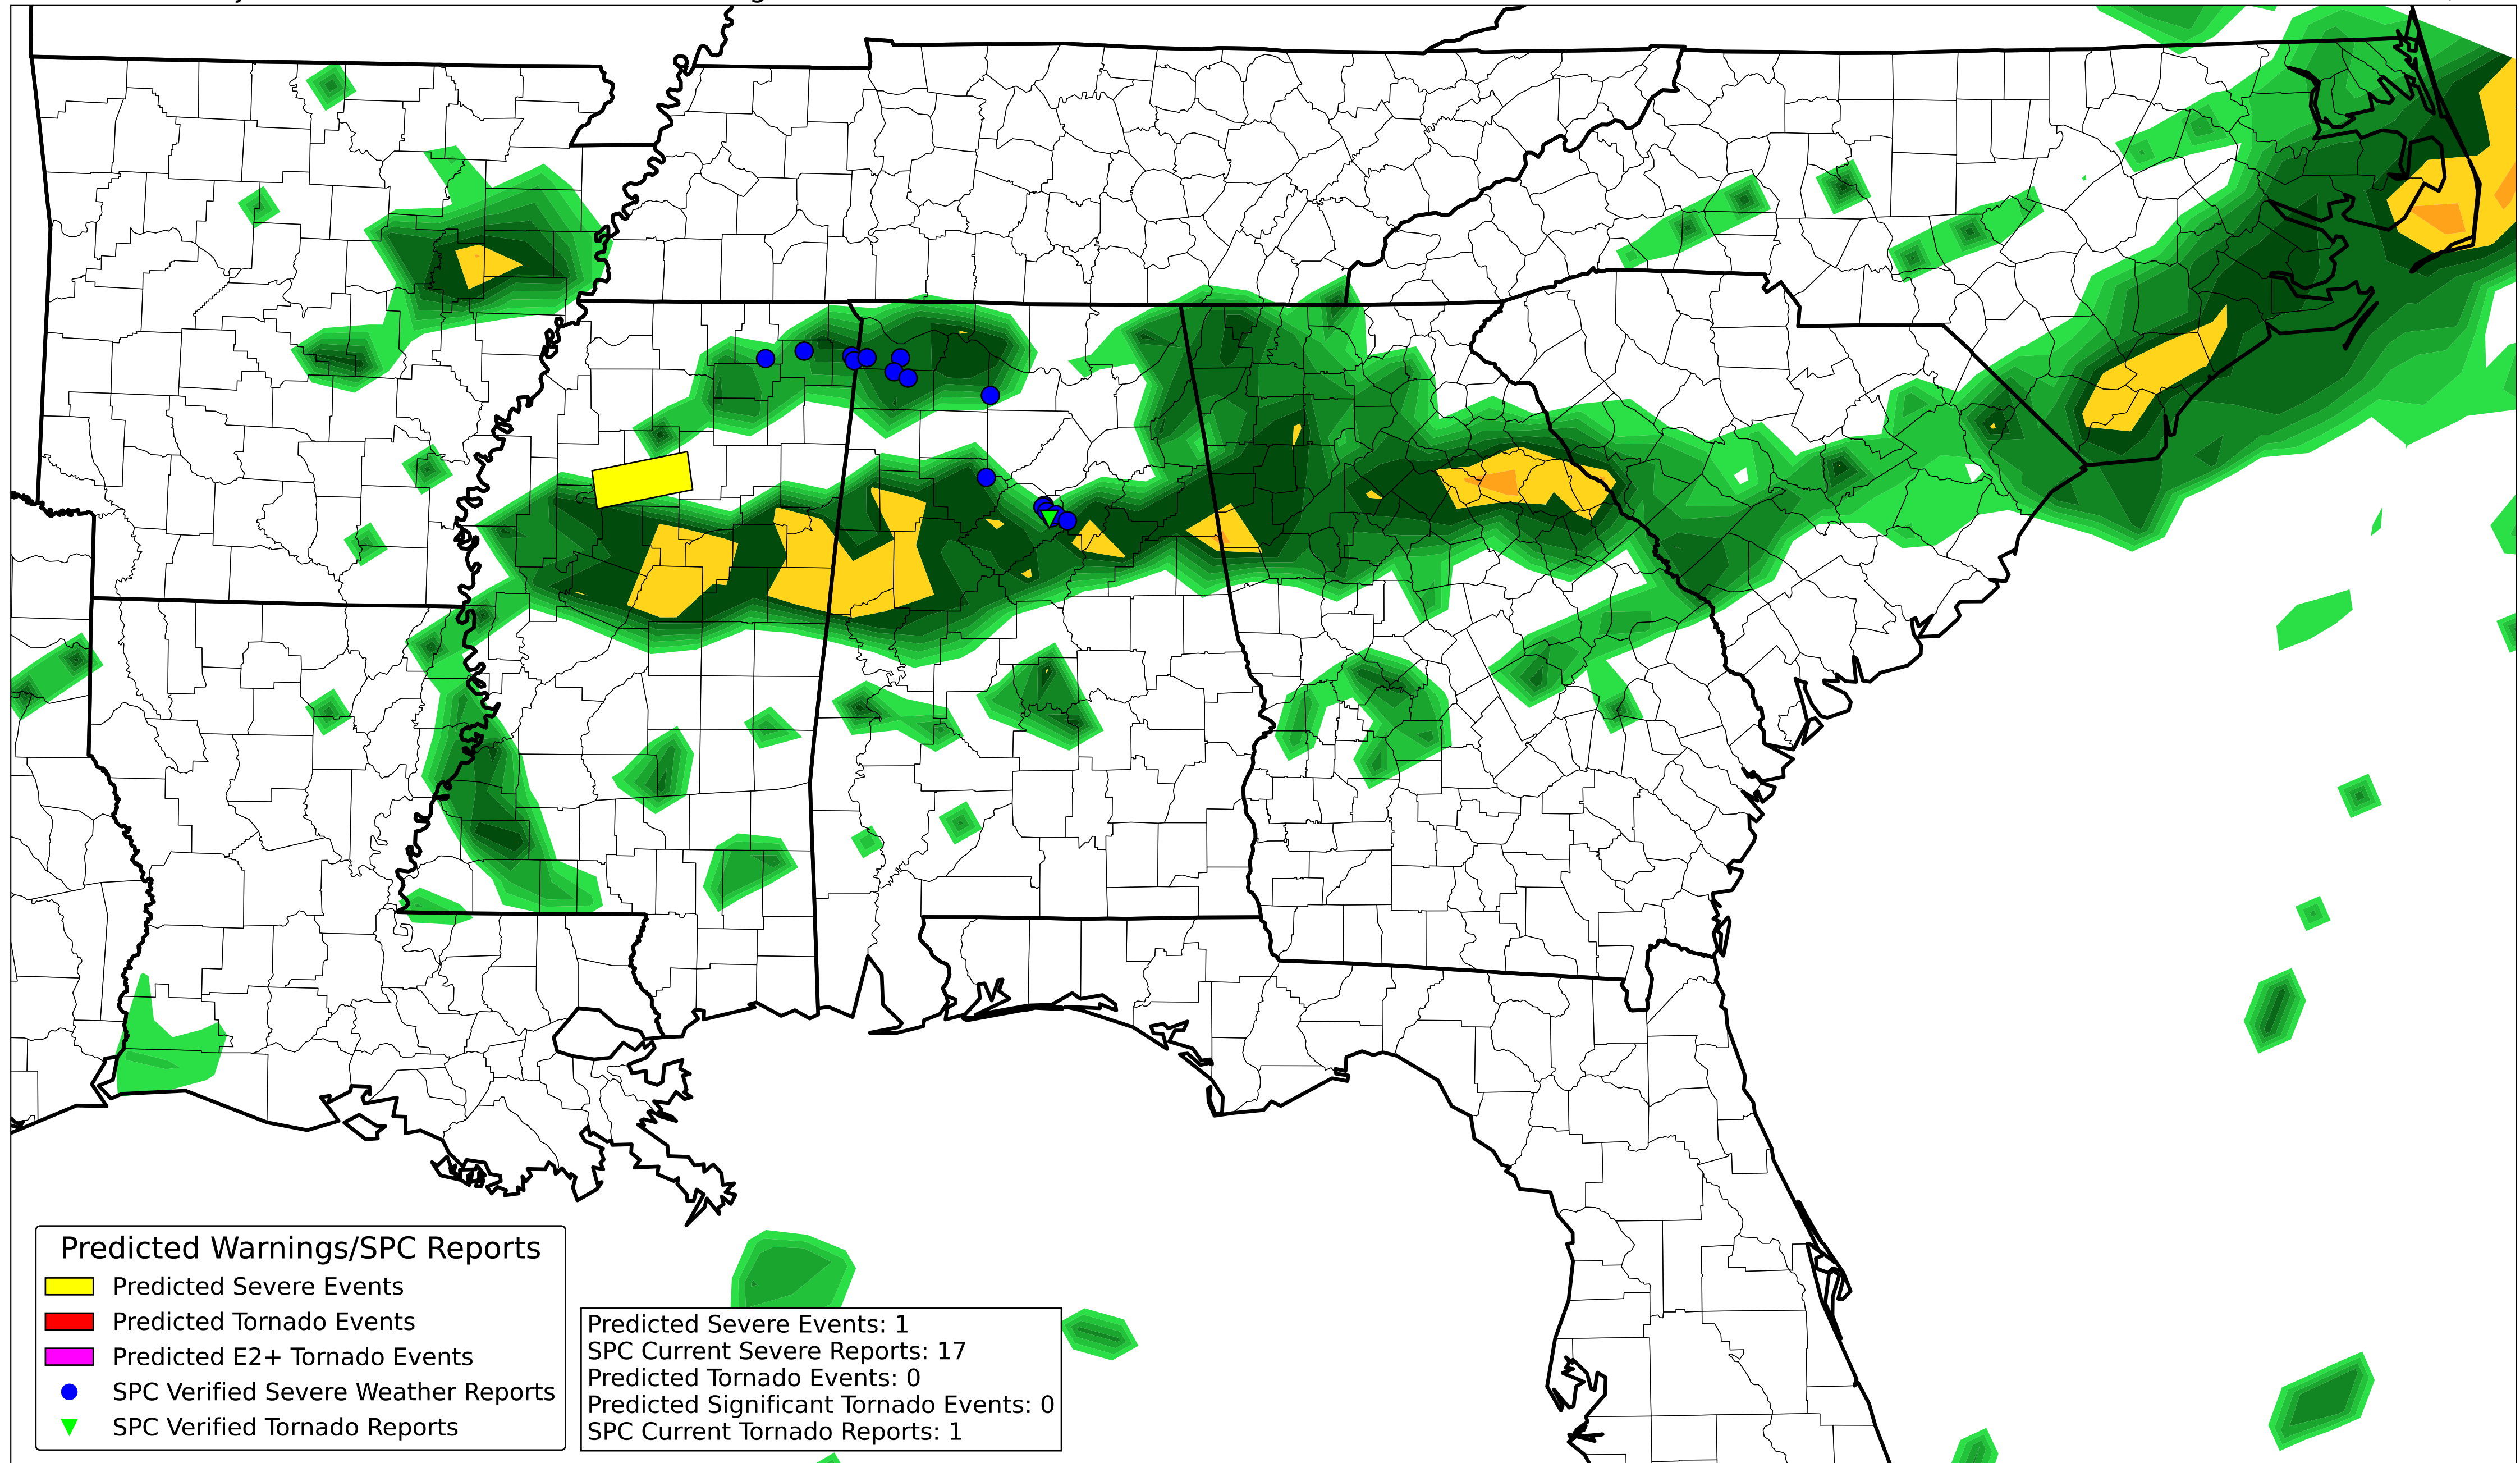 Predicted Warnings/SPC Reports
Predicted Severe Events
Predicted Tornado Events
Predicted E2+ Tornado Events
SPC Verified Severe Weather Reports
SPC Verified Tornado Reports
Predicted Severe Events: 1
SPC Current Severe Reports: 17
Predicted Tornado Events: 0
Predicted Significant Tornado Events: 0
SPC Current Tornado Reports: 1